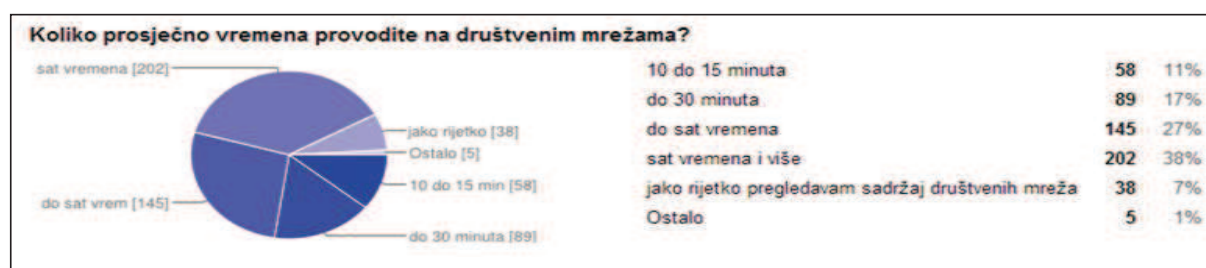 Koliko prosječno vremena provodite na društvenim mrežama?
sat vremena [202]
jako rijetko [38]
Ostalo [5]
10 do 15 min [58]
do sat vrem [145]
do 30 minuta [89]
10 do 15 minuta 58 11%
do 30 minuta 89 17%
do sat vremena 145 27%
sat vremena i više 202 38%
jako rijetko pregledavam sadržaj društvenih mreža 38 7%
Ostalo 5 1%